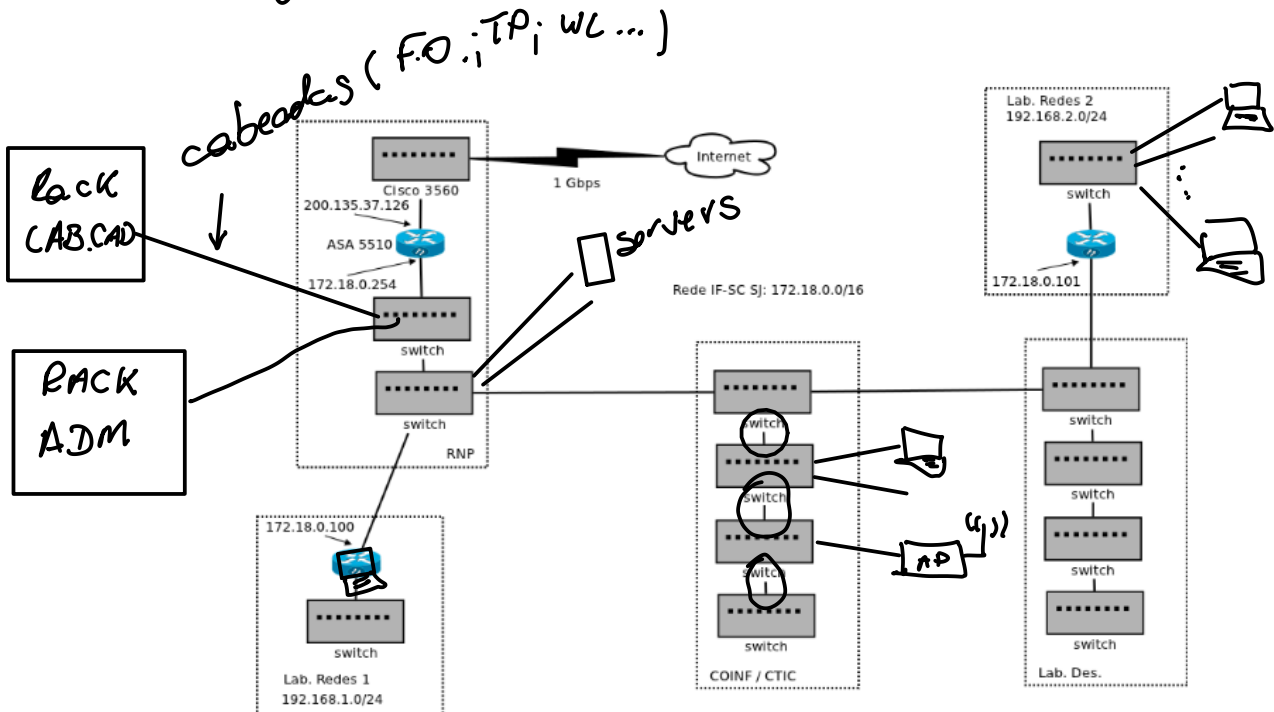 cabeadas ( F.O.; TP; WL ... )
Rack
CAB.CAD
RACK
ADM
Cisco 3560
1 Gbps
Internet
200.135.37.126
ASA 5510
172.18.0.254
switch
switch
RNP
servers
Rede IF-SC SJ: 172.18.0.0/16
172.18.0.100
switch
Lab. Redes 1
192.168.1.0/24
switch
switch
switch
switch
COINF / CTIC
AP
((, ))
Lab. Redes 2
192.168.2.0/24
switch
172.18.0.101
switch
switch
switch
switch
Lab. Des.